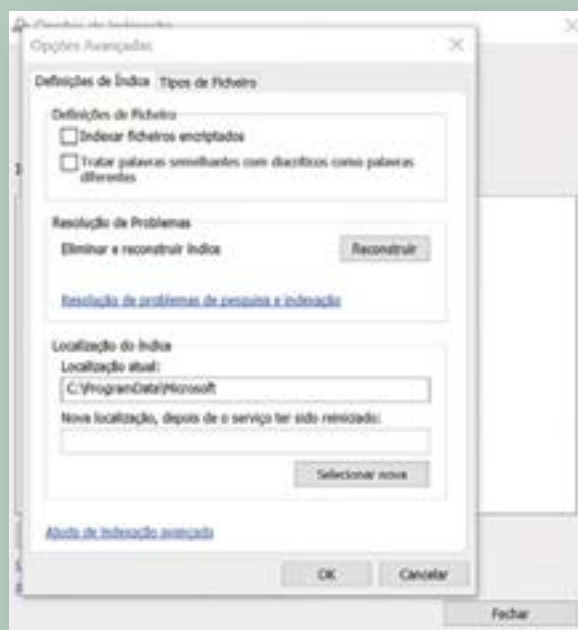 Opções de Indexação
Opções Avançadas
Definições de Índice Tipos de Ficheiro
Definições de Ficheiro
Indexar ficheiros encriptados
Tratar palavras semelhantes com diacríticos como palavras
diferentes
Resolução de Problemas
Eliminar e reconstruir índice
Reconstruir
Resolução de problemas de pesquisa e indexação
Localização do Índice
Localização atual:
C:\ProgramData\Microsoft
Nova localização, depois de o serviço ter sido reiniciado:
Selecionar nova
Ajuda de indexação avançada
OK Cancelar
Fechar